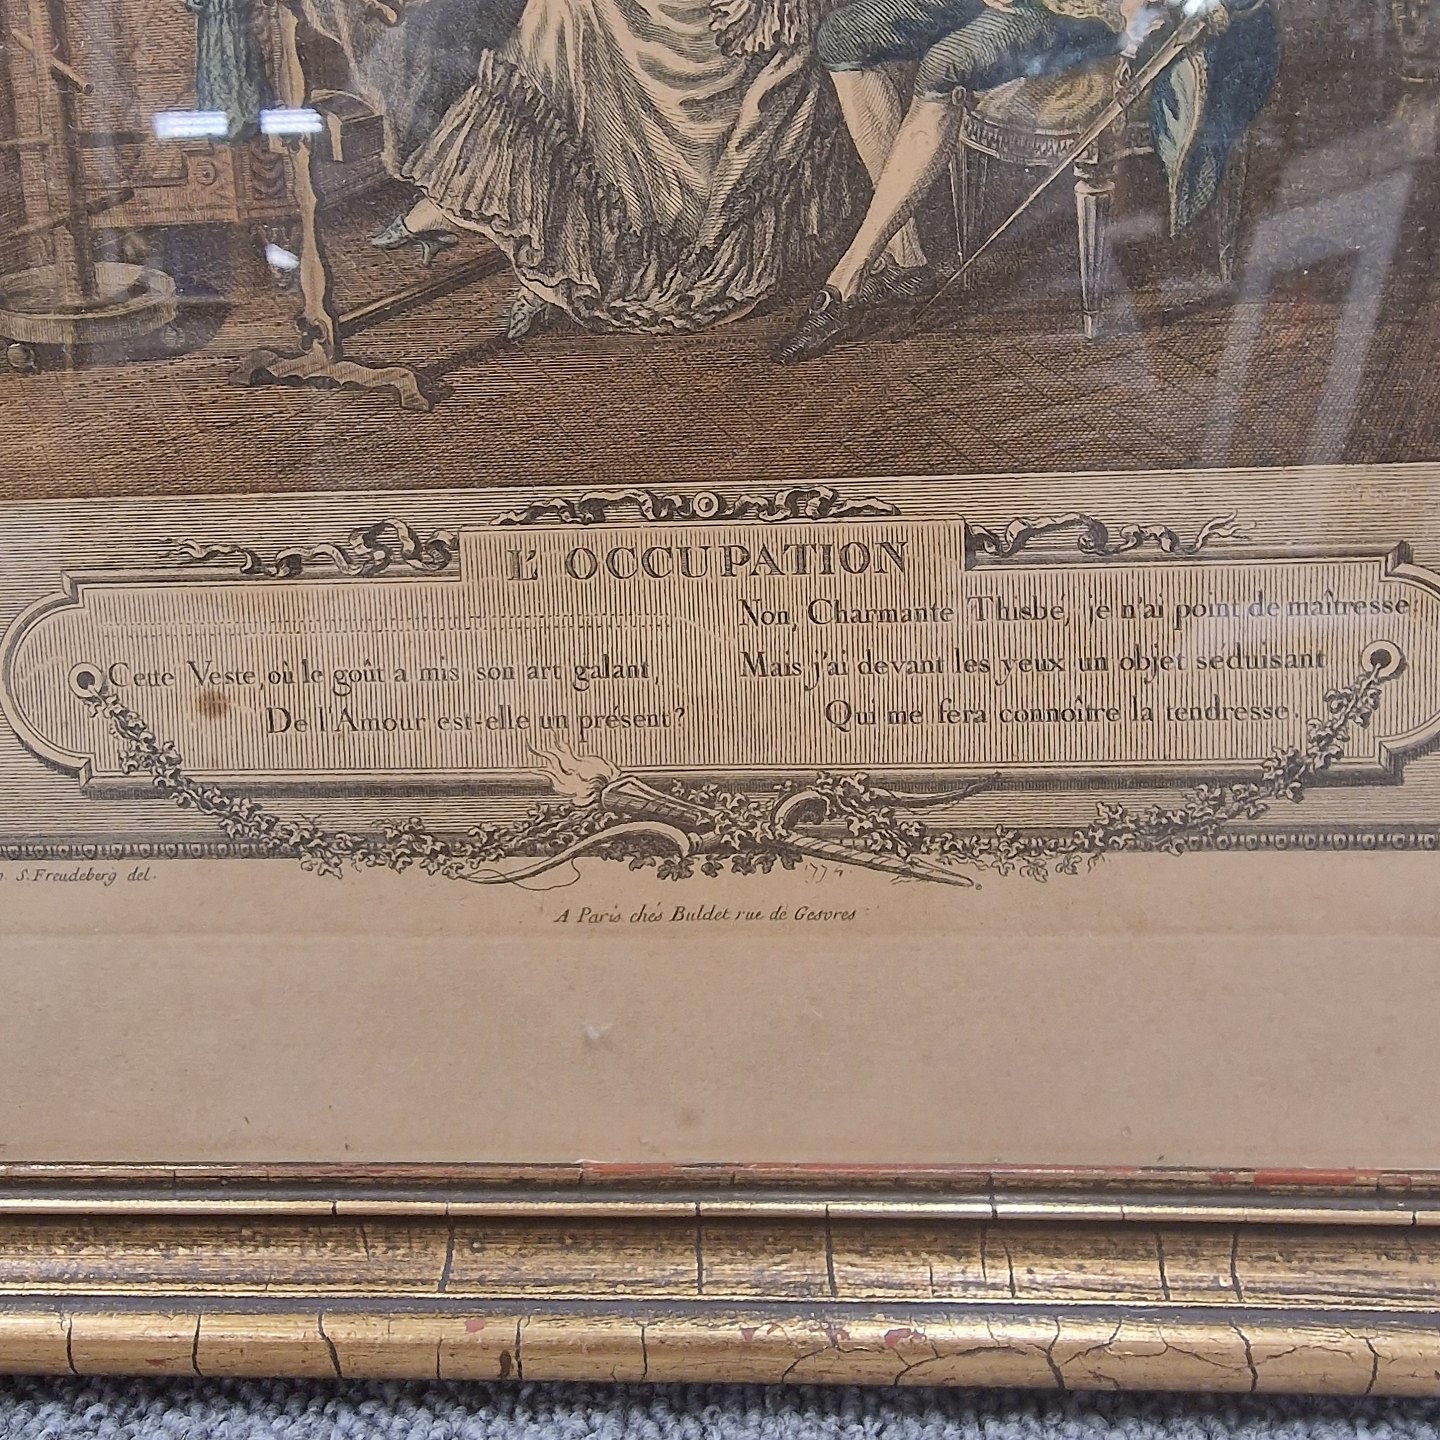 L'OCCUPATION
Cette Veste, où le goût a mis son art galant,
De l'Amour est-elle un présent?
Non, Charmante Thisbé, je n'ai point de maîtresse:
Mais j'ai devant les yeux un objet séduisant
Qui me fera connoître la tendresse.
S. Freudeberg del.
A Paris chés Buldet rue de Gesvres